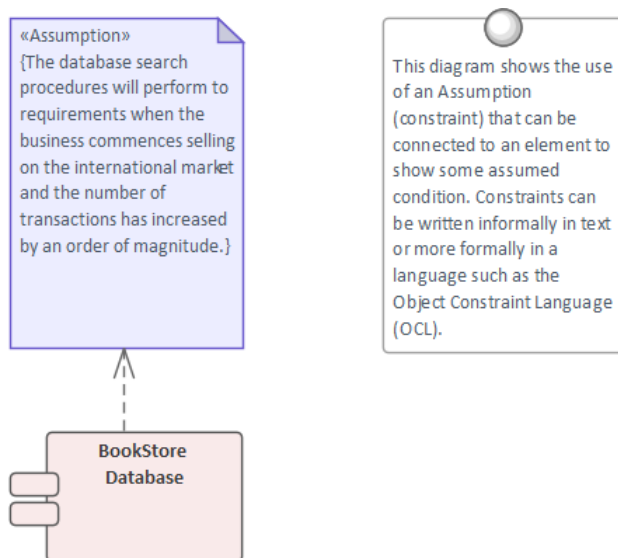 «Assumption»
{The database search
procedures will perform to
requirements when the
business commences selling
on the international market
and the number of
transactions has increased
by an order of magnitude.}
This diagram shows the use
of an Assumption
(constraint) that can be
connected to an element to
show some assumed
condition. Constraints can
be written informally in text
or more formally in a
language such as the
Object Constraint Language
(OCL).
BookStore
Database